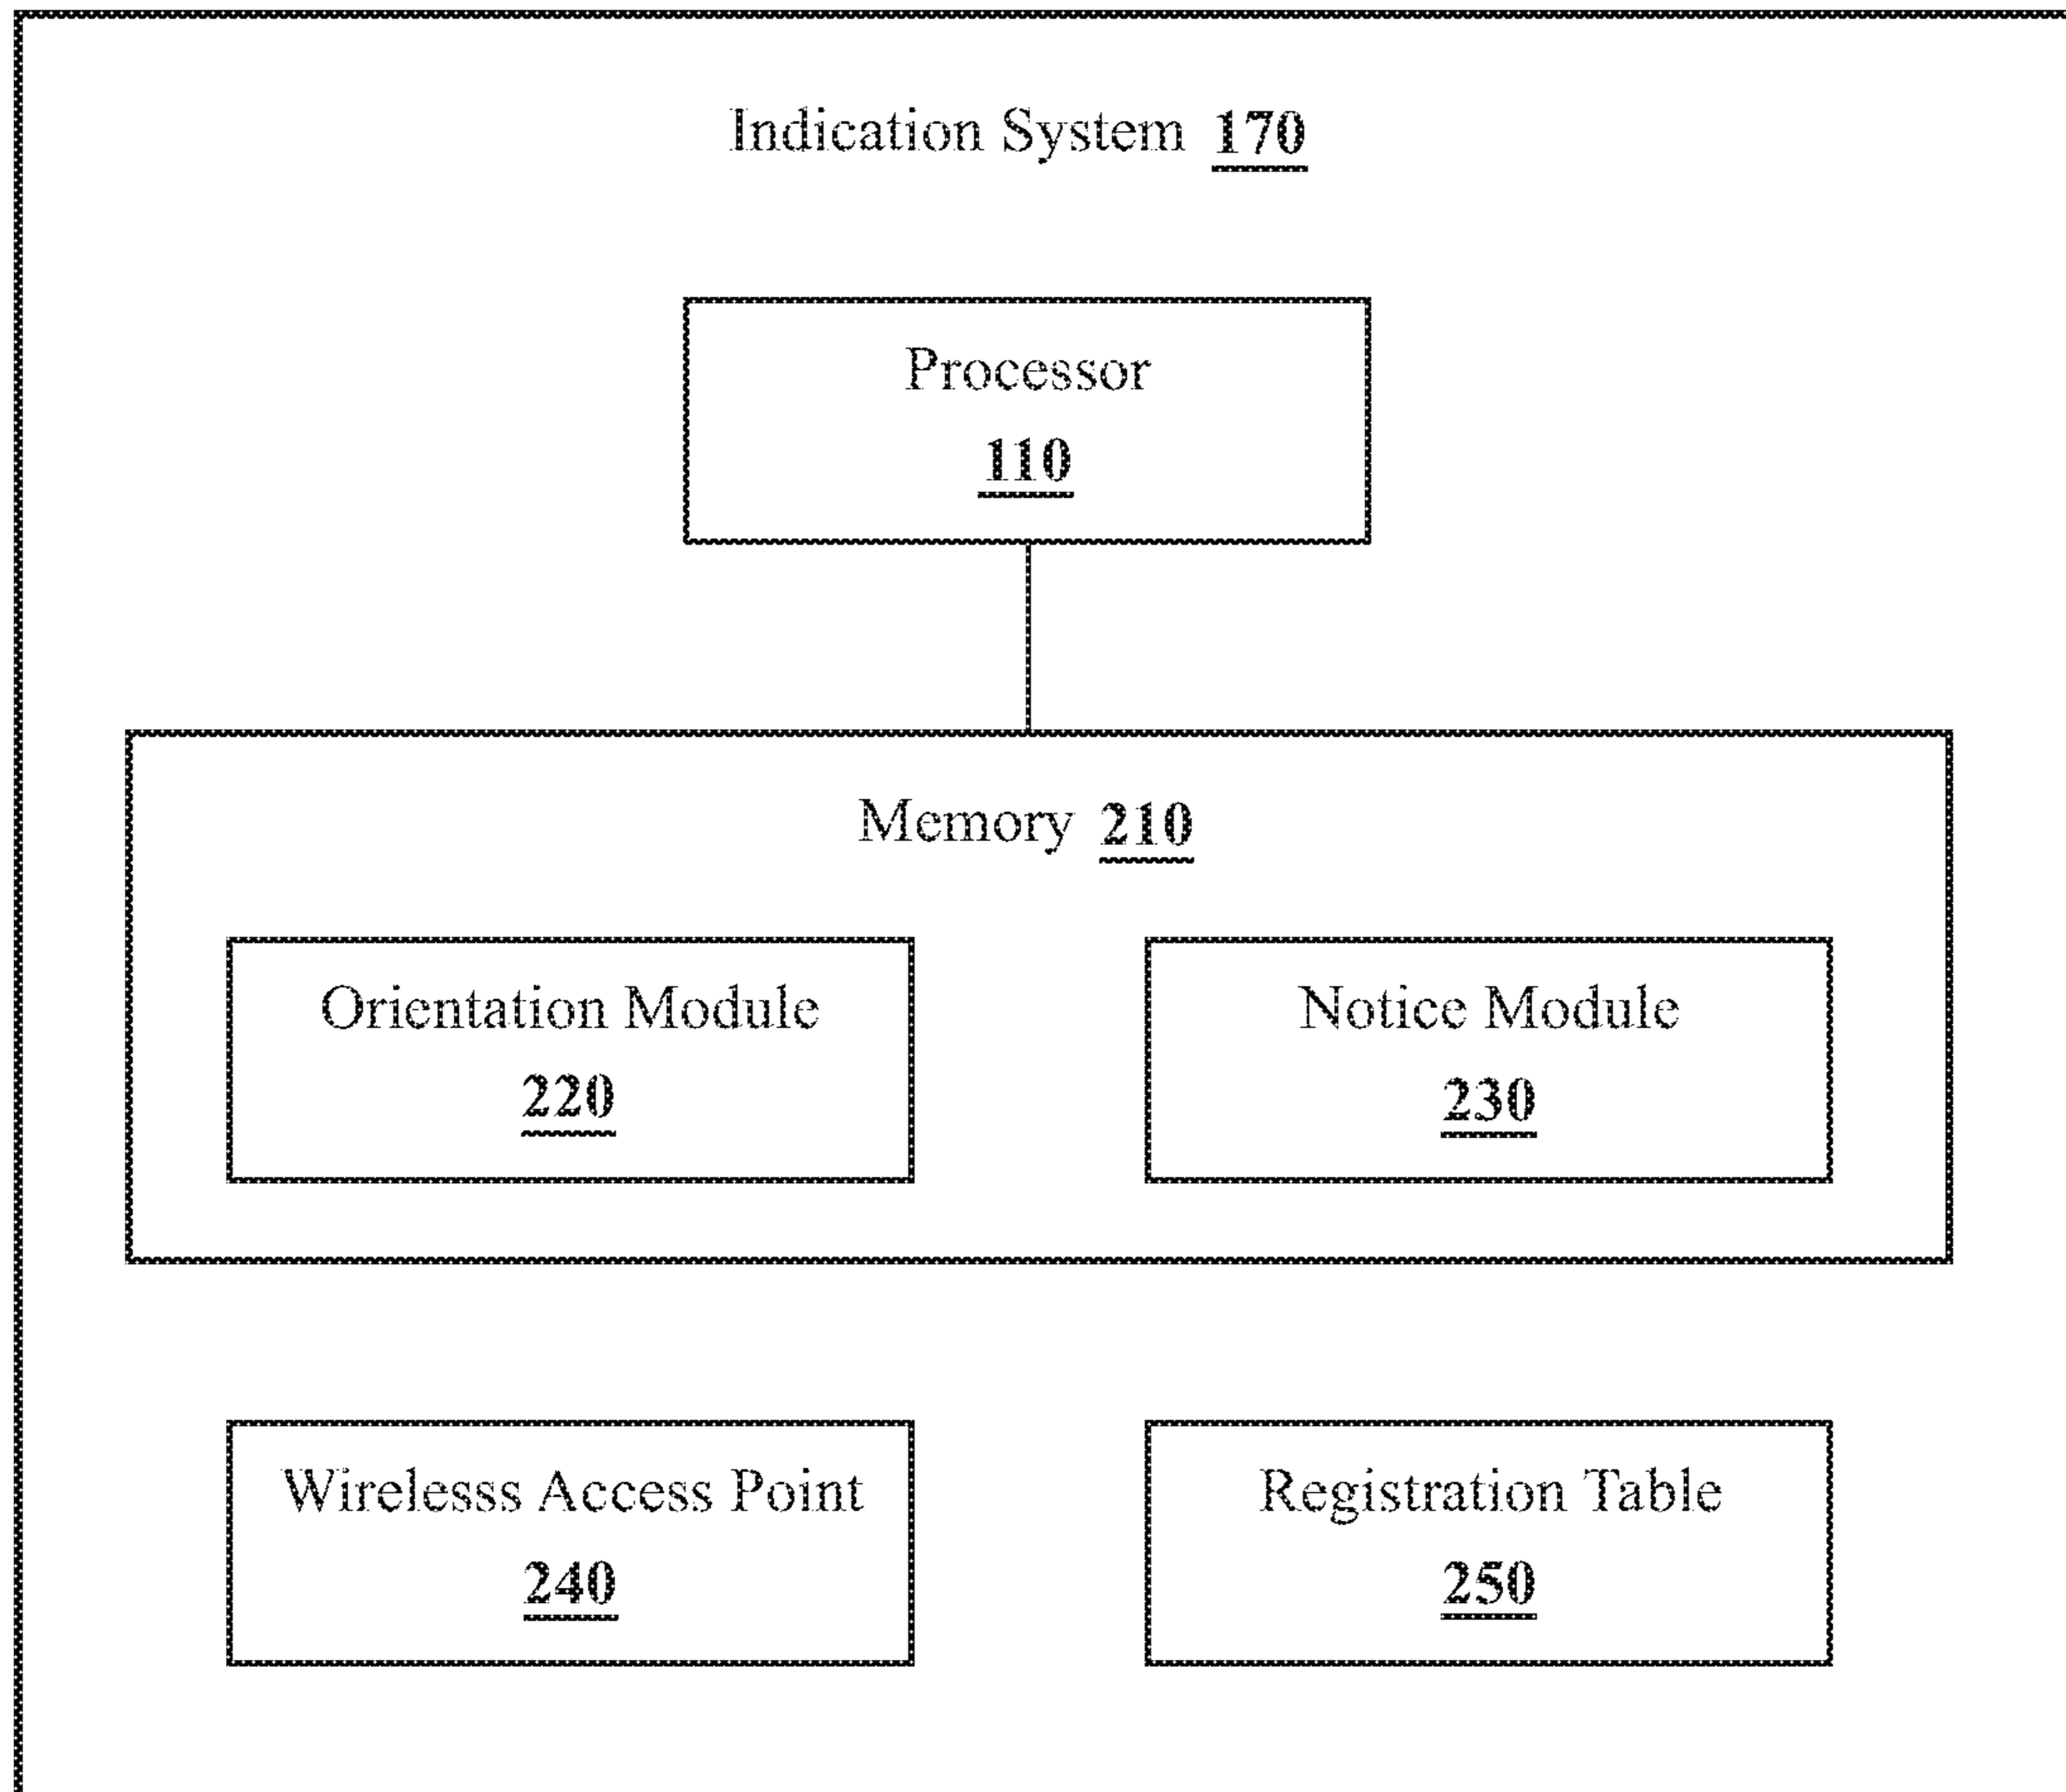 Indication System 170
Processor
110
Memory 210
Orientation Module
220
Notice Module
230
Wirelesss Access Point
240
Registration Table
250